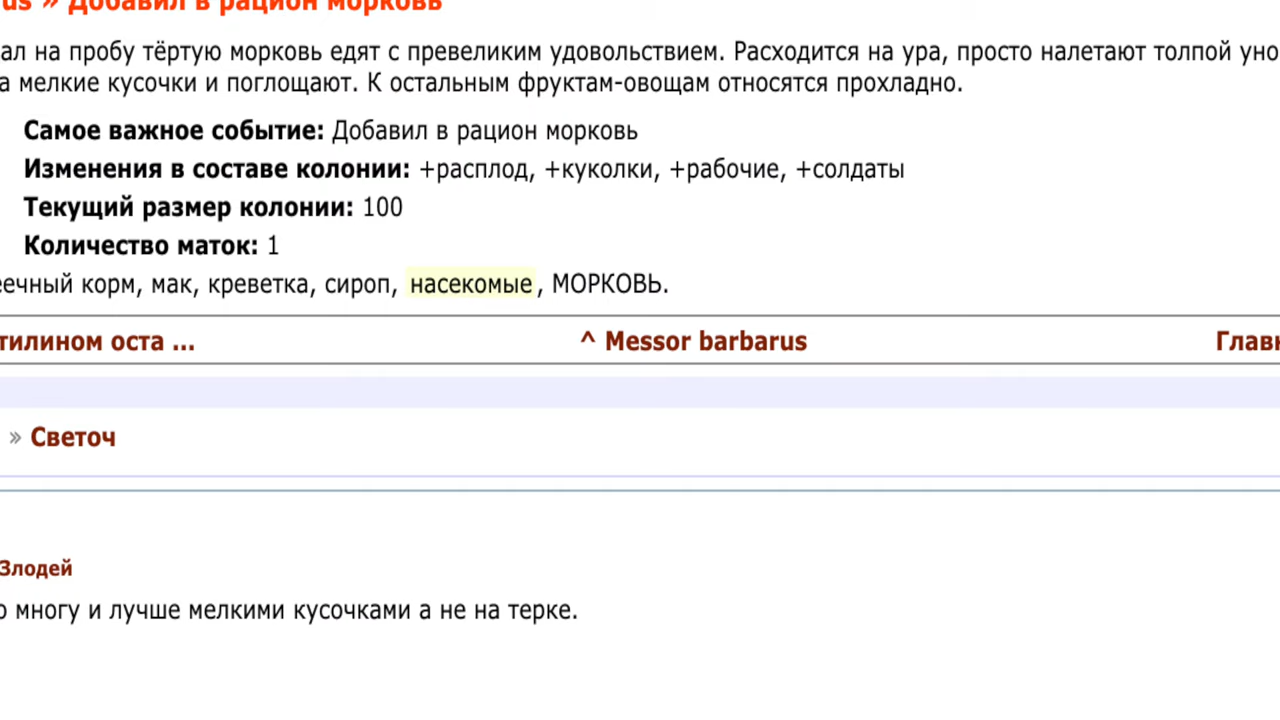 us » Добавил в рацион морковь
ал на пробу тёртую морковь едят с превеликим удовольствием. Расходится на ура, просто налетают толпой уно
а мелкие кусочки и поглощают. К остальным фруктам-овощам относятся прохладно.
Самое важное событие: Добавил в рацион морковь
Изменения в составе колонии: +расплод, +куколки, +рабочие, +солдаты
Текущий размер колонии: 100
Количество маток: 1
еечный корм, мак, креветка, сироп, насекомые, МОРКОВЬ.
тилином оста ... ^ Messor barbarus Главн
» Светоч
Злодей
о многу и лучше мелкими кусочками а не на терке.